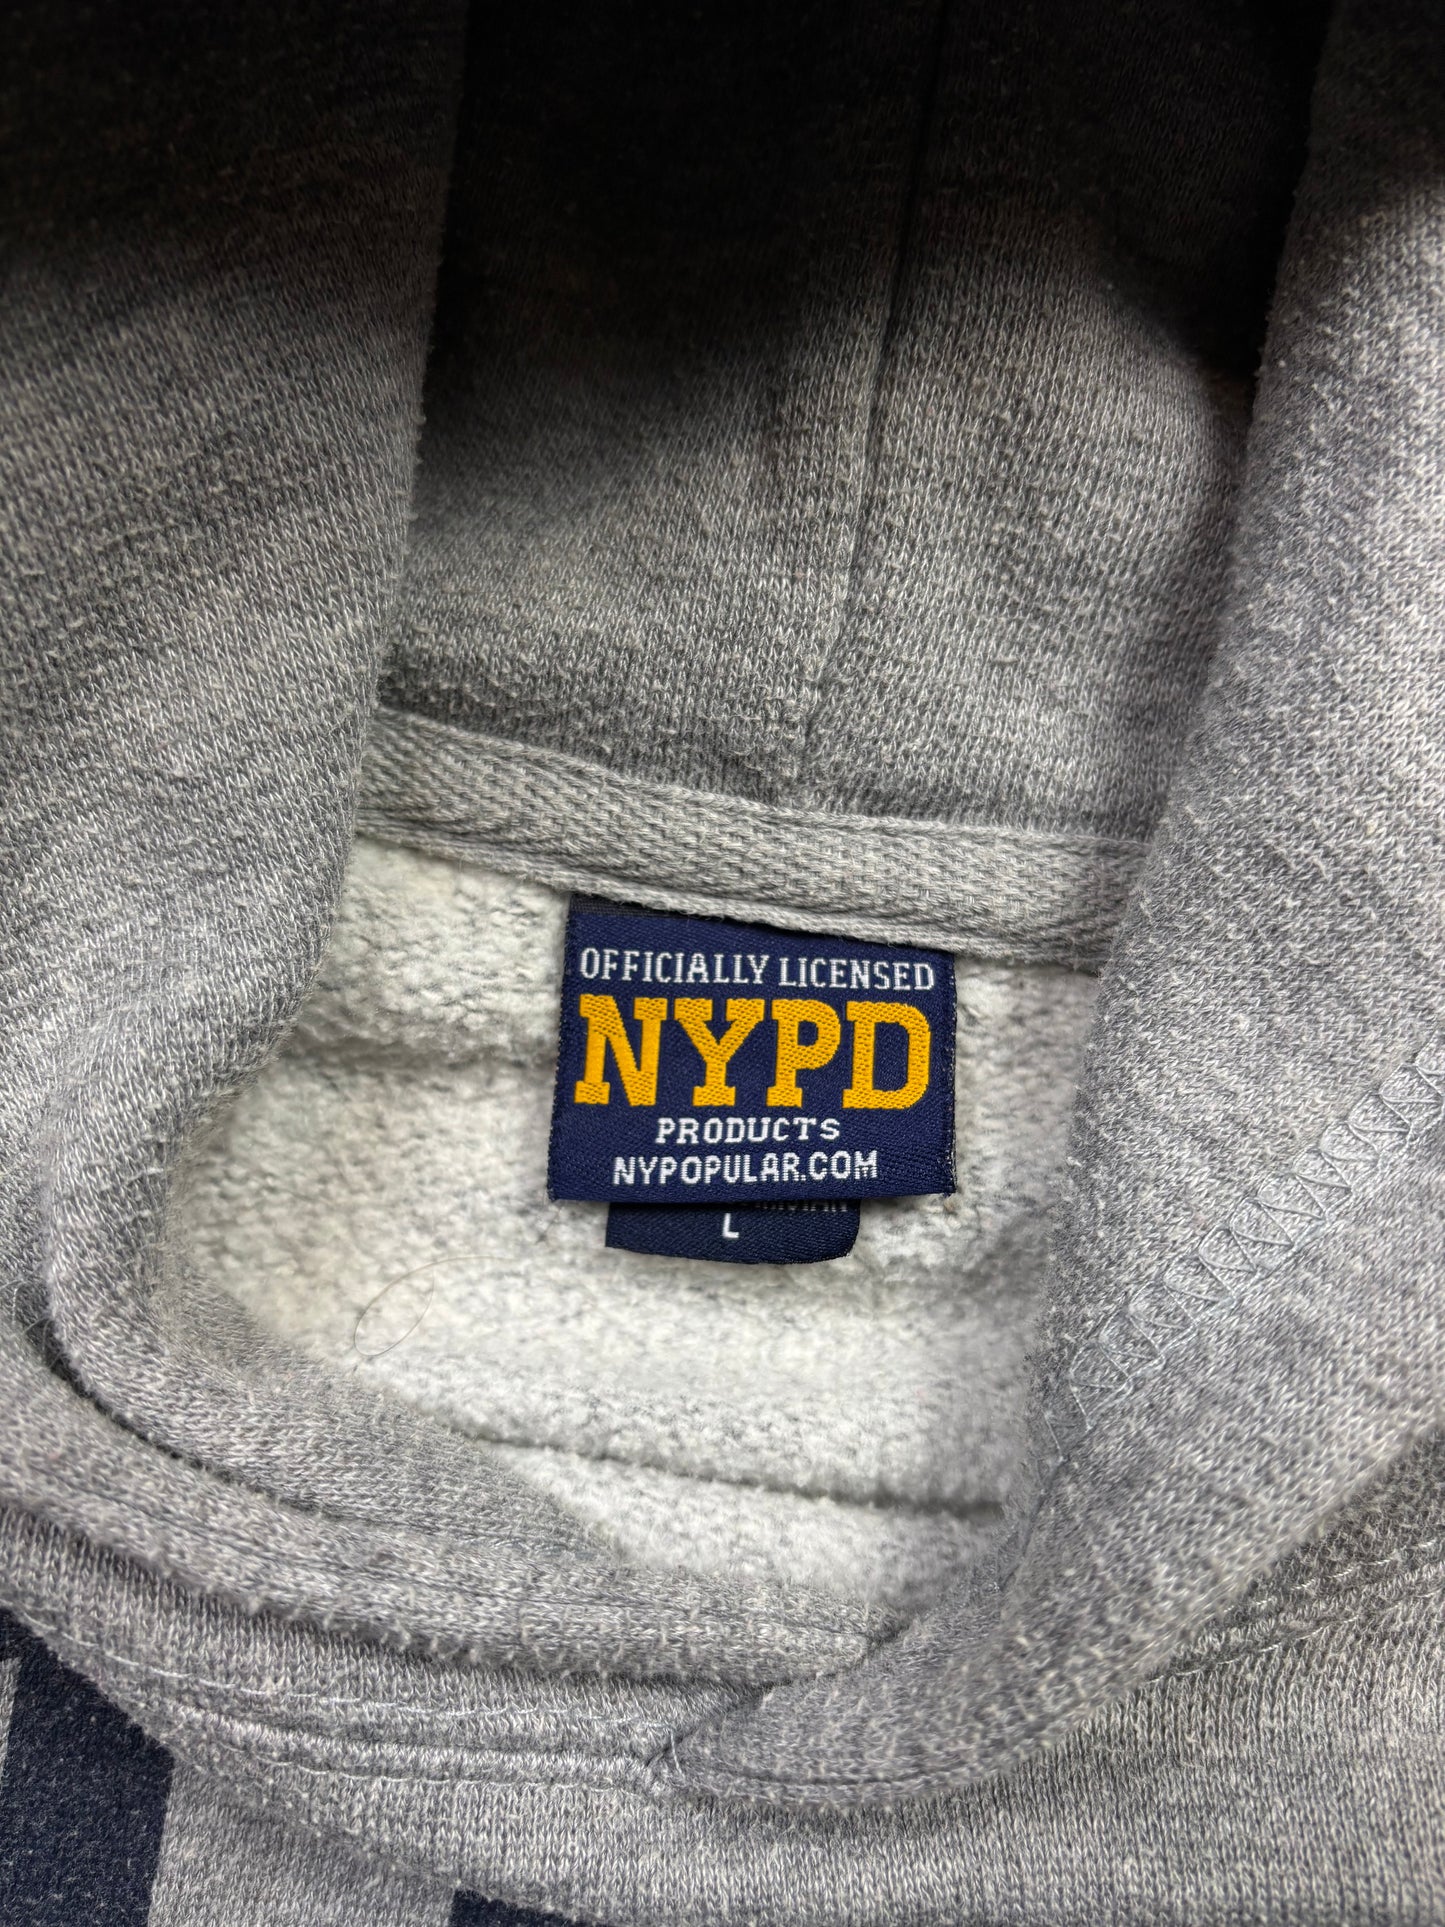 OFFICIALLY LICENSED
NYPD
PRODUCTS
NYPOPULAR.COM
L